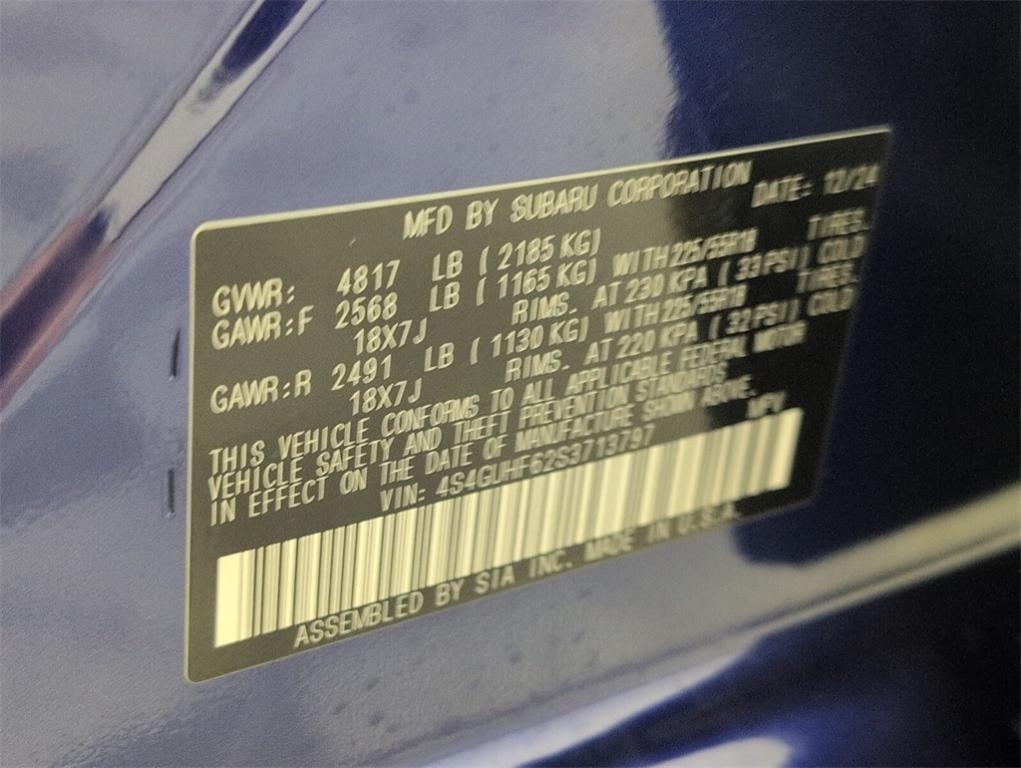 MFD BY SUBARU CORPORATION DATE: 12/24
GVWR: 4817 LB ( 2185 KG)
GAWR:F 2568 LB ( 1165 KG) WITH 225/55R18 TIRES.
18X7J RIMS. AT 230 KPA ( 33 PSI) COLD
GAWR:R 2491 LB ( 1130 KG) WITH 225/55R18 TIRES.
18X7J RIMS. AT 220 KPA ( 32 PSI) COLD
THIS VEHICLE CONFORMS TO ALL APPLICABLE FEDERAL MOTOR
VEHICLE SAFETY AND THEFT PREVENTION STANDARDS
IN EFFECT ON THE DATE OF MANUFACTURE SHOWN ABOVE.
VIN: 4S4GUHF62S3713797 MPV
ASSEMBLED BY SIA INC. MADE IN U.S.A.